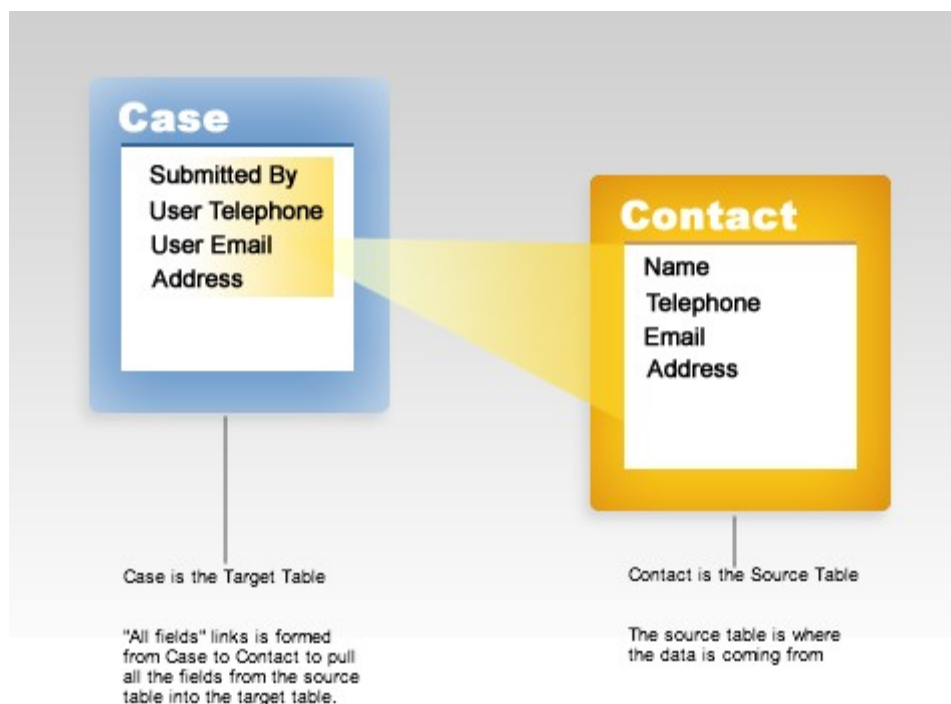 Case
Submitted By
User Telephone
User Email
Address
Contact
Name
Telephone
Email
Address
Case is the Target Table
"All fields" links is formed
from Case to Contact to pull
all the fields from the source
table into the target table.
Contact is the Source Table
The source table is where
the data is coming from